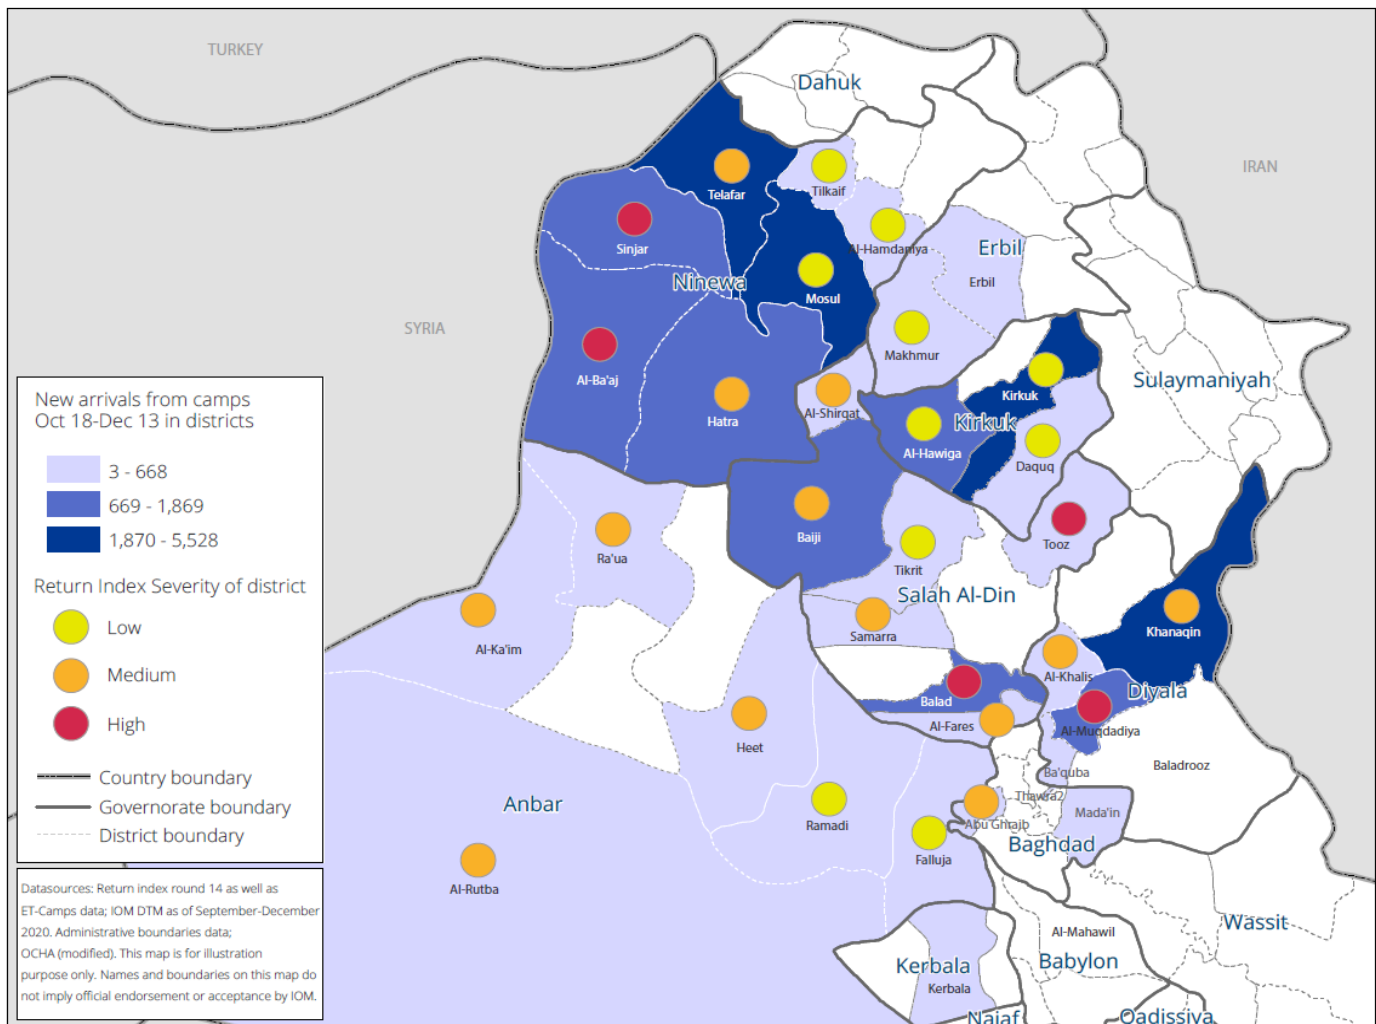 TURKEY
Dahuk
IRAN
Telafar
Tilkaif
Sinjar
Al-Hamdaniya
Erbil
Erbil
Ninewa
Mosul
SYRIA
Makhmur
Al-Ba'aj
Sulaymaniyah
Kirkuk
Al-Shirqat
Hatra
Kirkuk
Al-Hawiga
Daquq
New arrivals from camps
Oct 18-Dec 13 in districts
3 - 668
669 - 1,869
1,870 - 5,528
Return Index Severity of district
Low
Medium
High
Country boundary
Governorate boundary
District boundary
Baiji
Tooz
Ra'ua
Tikrit
Salah Al-Din
Samarra
Khanaqin
Al-Ka'im
Al-Khalis
Diyala
Balad
Al-Fares
Al-Muqdadiya
Heet
Baladrooz
Ba'quba
Thawra2
Anbar
Mada'in
Ramadi
Abu Ghraib
Baghdad
Falluja
Al-Rutba
Datasources: Return index round 14 as well as
ET-Camps data; IOM DTM as of September-December
2020. Administrative boundaries data;
OCHA (modified). This map is for illustration
purpose only. Names and boundaries on this map do
not imply official endorsement or acceptance by IOM.
Wassit
Al-Mahawil
Babylon
Kerbala
Kerbala
Najaf
Qadissiya